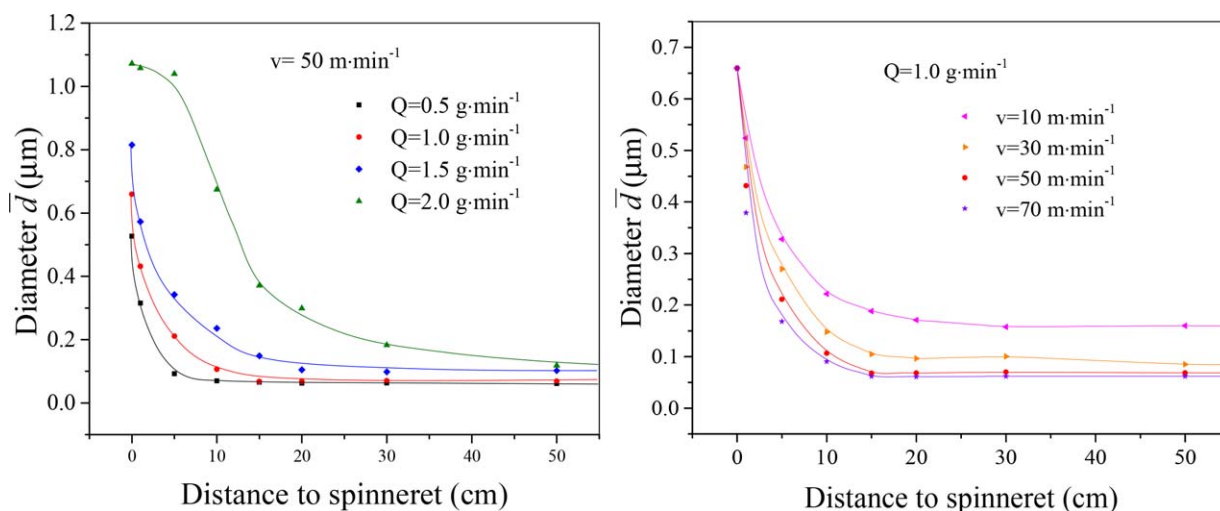 1.2
1.0
0.8
0.6
0.4
0.2
0.0
Diameter d̅ (μm)
v= 50 m·min⁻¹
Q=0.5 g·min⁻¹
Q=1.0 g·min⁻¹
Q=1.5 g·min⁻¹
Q=2.0 g·min⁻¹
0 10 20 30 40 50
Distance to spinneret (cm)
0.7
0.6
0.5
0.4
0.3
0.2
0.1
0.0
Diameter d̅ (μm)
Q=1.0 g·min⁻¹
v=10 m·min⁻¹
v=30 m·min⁻¹
v=50 m·min⁻¹
v=70 m·min⁻¹
0 10 20 30 40 50
Distance to spinneret (cm)